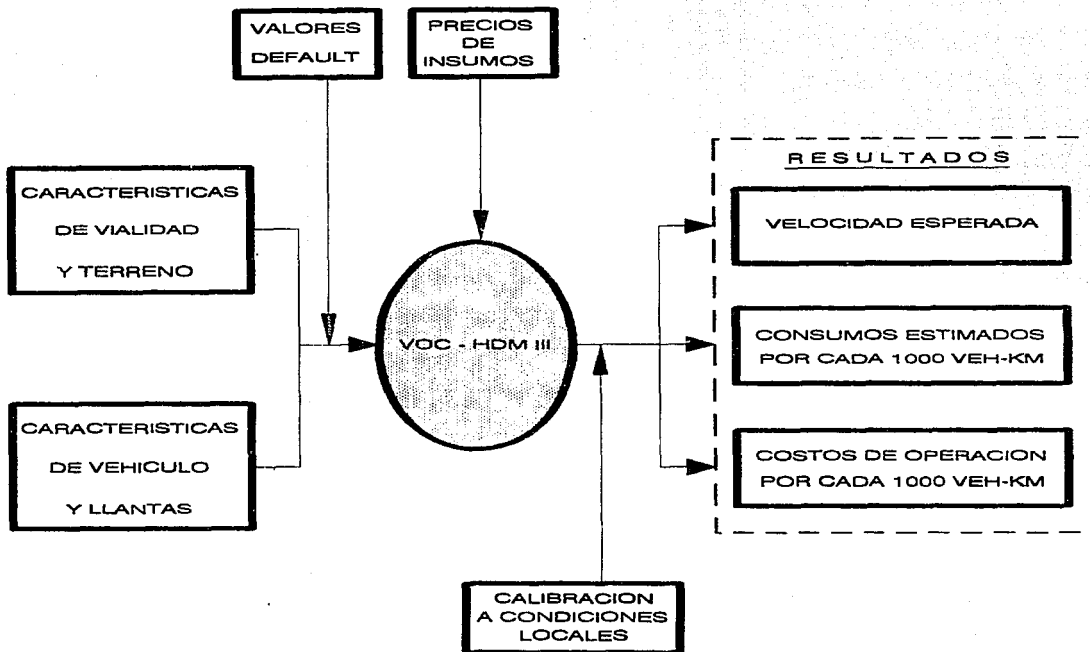 VALORES
DEFAULT
PRECIOS
DE
INSUMOS
CARACTERISTICAS
DE VIALIDAD
Y TERRENO
CARACTERISTICAS
DE VEHICULO
Y LLANTAS
VOC - HDM III
RESULTADOS
VELOCIDAD ESPERADA
CONSUMOS ESTIMADOS
POR CADA 1000 VEH-KM
COSTOS DE OPERACION
POR CADA 1000 VEH-KM
CALIBRACION
A CONDICIONES
LOCALES